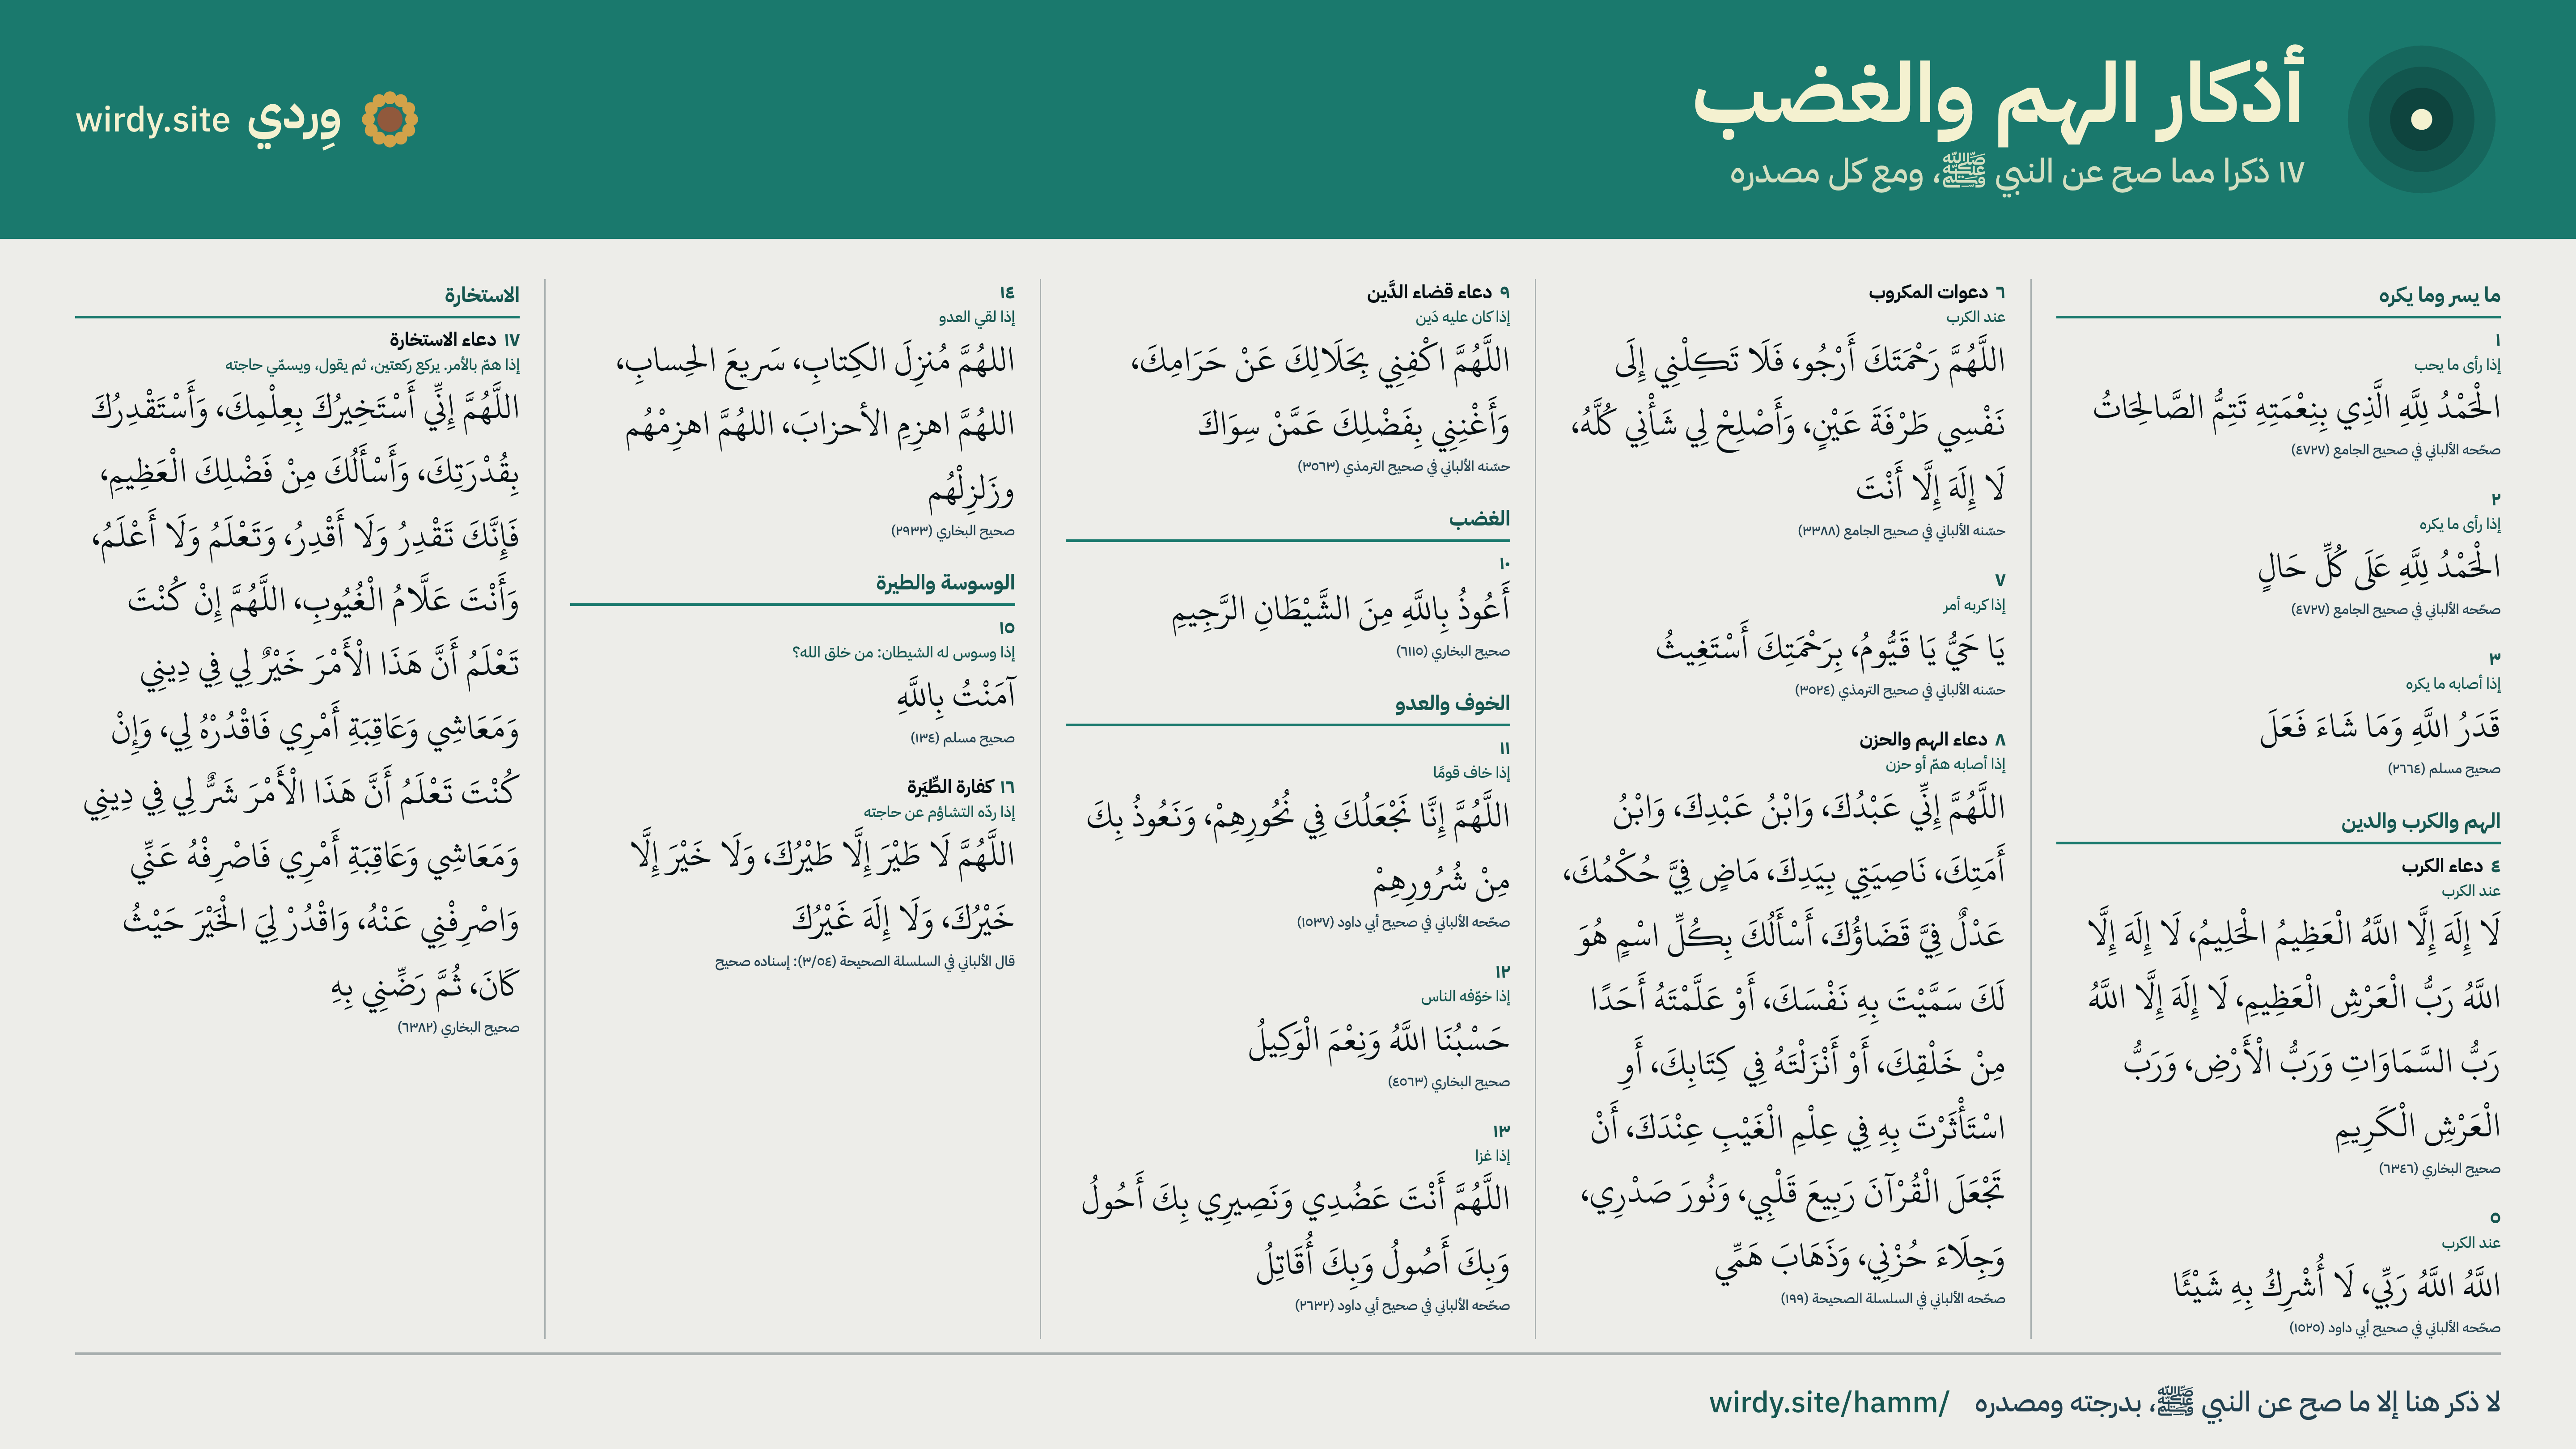 أذكار الهم والغضب
١٧ ذكرا مما صح عن النبي ﷺ، ومع كل مصدره
وِردي wirdy.site
ما يسر وما يكره
١
إذا رأى ما يحب
الْحَمْدُ لِلَّهِ الَّذِي بِنِعْمَتِهِ تَتِمُّ الصَّالِحَاتُ
صحّحه الألباني في صحيح الجامع (٤٧٢٧)
٢
إذا رأى ما يكره
الْحَمْدُ لِلَّهِ عَلَى كُلِّ حَالٍ
صحّحه الألباني في صحيح الجامع (٤٧٢٧)
٣
إذا أصابه ما يكره
قَدَرُ اللَّهِ وَمَا شَاءَ فَعَلَ
صحيح مسلم (٢٦٦٤)
الهم والكرب والدين
٤ دعاء الكرب
عند الكرب
لَا إِلَهَ إِلَّا اللَّهُ الْعَظِيمُ الْحَلِيمُ، لَا إِلَهَ إِلَّا
اللَّهُ رَبُّ الْعَرْشِ الْعَظِيمِ، لَا إِلَهَ إِلَّا اللَّهُ
رَبُّ السَّمَاوَاتِ وَرَبُّ الْأَرْضِ، وَرَبُّ
الْعَرْشِ الْكَرِيمِ
صحيح البخاري (٦٣٤٦)
٥
عند الكرب
اللَّهُ اللَّهُ رَبِّي، لَا أُشْرِكُ بِهِ شَيْئًا
صحّحه الألباني في صحيح أبي داود (١٥٢٥)
٦ دعوات المكروب
عند الكرب
اللَّهُمَّ رَحْمَتَكَ أَرْجُو، فَلَا تَكِلْنِي إِلَى
نَفْسِي طَرْفَةَ عَيْنٍ، وَأَصْلِحْ لِي شَأْنِي كُلَّهُ،
لَا إِلَهَ إِلَّا أَنْتَ
حسّنه الألباني في صحيح الجامع (٣٣٨٨)
٧
إذا كربه أمر
يَا حَيُّ يَا قَيُّومُ، بِرَحْمَتِكَ أَسْتَغِيثُ
حسّنه الألباني في صحيح الترمذي (٣٥٢٤)
٨ دعاء الهم والحزن
إذا أصابه همّ أو حزن
اللَّهُمَّ إِنِّي عَبْدُكَ، وَابْنُ عَبْدِكَ، وَابْنُ
أَمَتِكَ، نَاصِيَتِي بِيَدِكَ، مَاضٍ فِيَّ حُكْمُكَ،
عَدْلٌ فِيَّ قَضَاؤُكَ، أَسْأَلُكَ بِكُلِّ اسْمٍ هُوَ
لَكَ سَمَّيْتَ بِهِ نَفْسَكَ، أَوْ عَلَّمْتَهُ أَحَدًا
مِنْ خَلْقِكَ، أَوْ أَنْزَلْتَهُ فِي كِتَابِكَ، أَوِ
اسْتَأْثَرْتَ بِهِ فِي عِلْمِ الْغَيْبِ عِنْدَكَ، أَنْ
تَجْعَلَ الْقُرْآنَ رَبِيعَ قَلْبِي، وَنُورَ صَدْرِي،
وَجِلَاءَ حُزْنِي، وَذَهَابَ هَمِّي
صحّحه الألباني في السلسلة الصحيحة (١٩٩)
٩ دعاء قضاء الدَّين
إذا كان عليه دَين
اللَّهُمَّ اكْفِنِي بِحَلَالِكَ عَنْ حَرَامِكَ،
وَأَغْنِنِي بِفَضْلِكَ عَمَّنْ سِوَاكَ
حسّنه الألباني في صحيح الترمذي (٣٥٦٣)
الغضب
١٠
أَعُوذُ بِاللَّهِ مِنَ الشَّيْطَانِ الرَّجِيمِ
صحيح البخاري (٦١١٥)
الخوف والعدو
١١
إذا خاف قومًا
اللَّهُمَّ إِنَّا نَجْعَلُكَ فِي نُحُورِهِمْ، وَنَعُوذُ بِكَ
مِنْ شُرُورِهِمْ
صحّحه الألباني في صحيح أبي داود (١٥٣٧)
١٢
إذا خوّفه الناس
حَسْبُنَا اللَّهُ وَنِعْمَ الْوَكِيلُ
صحيح البخاري (٤٥٦٣)
١٣
إذا غزا
اللَّهُمَّ أَنْتَ عَضُدِي وَنَصِيرِي بِكَ أَحُولُ
وَبِكَ أَصُولُ وَبِكَ أُقَاتِلُ
صحّحه الألباني في صحيح أبي داود (٢٦٣٢)
١٤
إذا لقي العدو
اللهُمَّ مُنزِلَ الكِتابِ، سَريعَ الحِسابِ،
اللهُمَّ اهزِمِ الأحزابَ، اللهُمَّ اهزِمْهُم
وزَلزِلْهُم
صحيح البخاري (٢٩٣٣)
الوسوسة والطيرة
١٥
إذا وسوس له الشيطان: من خلق الله؟
آمَنْتُ بِاللَّهِ
صحيح مسلم (١٣٤)
١٦ كفارة الطِّيَرة
إذا ردّه التشاؤم عن حاجته
اللَّهُمَّ لَا طَيْرَ إِلَّا طَيْرُكَ، وَلَا خَيْرَ إِلَّا
خَيْرُكَ، وَلَا إِلَهَ غَيْرُكَ
قال الألباني في السلسلة الصحيحة (٣/٥٤): إسناده صحيح
الاستخارة
١٧ دعاء الاستخارة
إذا همّ بالأمر. يركع ركعتين، ثم يقول، ويسمّي حاجته
اللَّهُمَّ إِنِّي أَسْتَخِيرُكَ بِعِلْمِكَ، وَأَسْتَقْدِرُكَ
بِقُدْرَتِكَ، وَأَسْأَلُكَ مِنْ فَضْلِكَ الْعَظِيمِ،
فَإِنَّكَ تَقْدِرُ وَلَا أَقْدِرُ، وَتَعْلَمُ وَلَا أَعْلَمُ،
وَأَنْتَ عَلَّامُ الْغُيُوبِ، اللَّهُمَّ إِنْ كُنْتَ
تَعْلَمُ أَنَّ هَذَا الْأَمْرَ خَيْرٌ لِي فِي دِينِي
وَمَعَاشِي وَعَاقِبَةِ أَمْرِي فَاقْدُرْهُ لِي، وَإِنْ
كُنْتَ تَعْلَمُ أَنَّ هَذَا الْأَمْرَ شَرٌّ لِي فِي دِينِي
وَمَعَاشِي وَعَاقِبَةِ أَمْرِي فَاصْرِفْهُ عَنِّي
وَاصْرِفْنِي عَنْهُ، وَاقْدُرْ لِيَ الْخَيْرَ حَيْثُ
كَانَ، ثُمَّ رَضِّنِي بِهِ
صحيح البخاري (٦٣٨٢)
لا ذكر هنا إلا ما صح عن النبي ﷺ، بدرجته ومصدره wirdy.site/hamm/